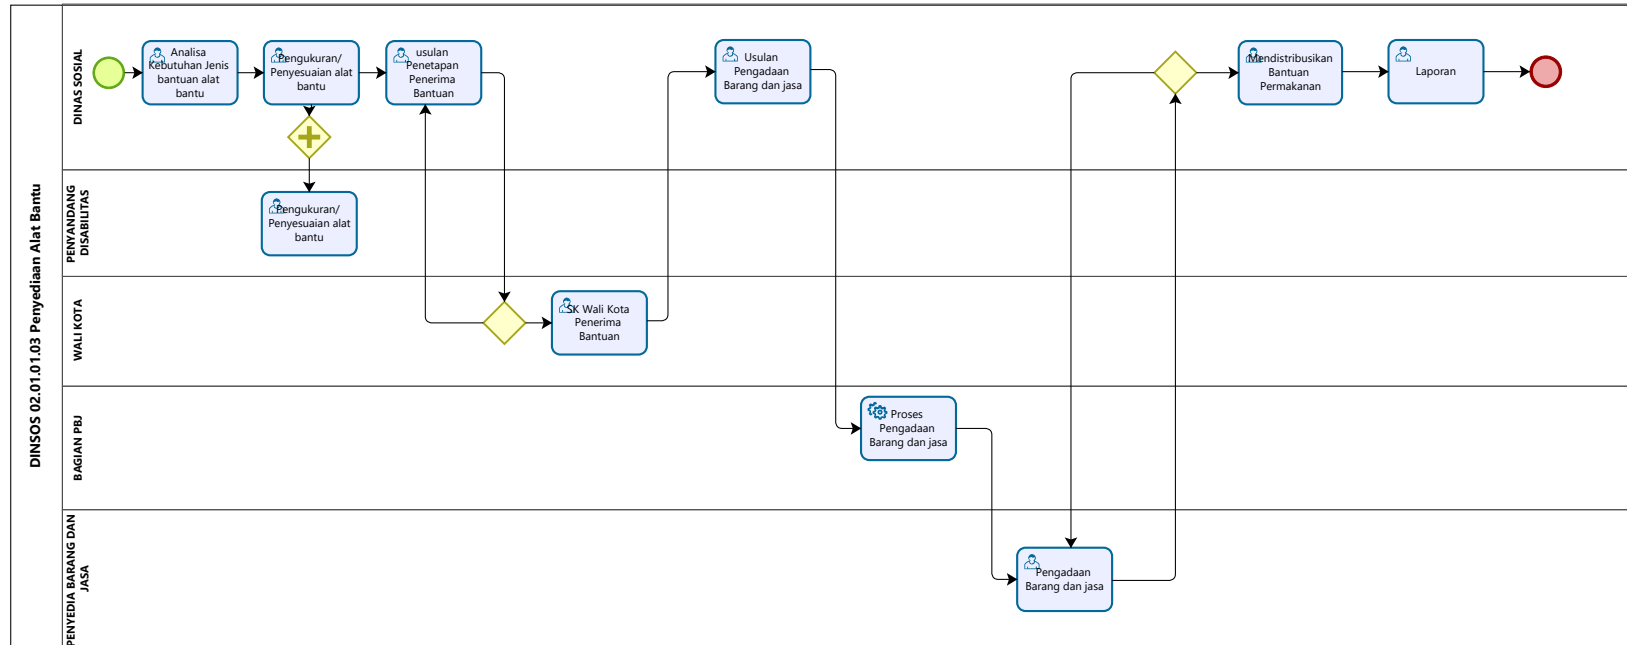 DINSOS 02.01.01.03 Penyediaan Alat Bantu
DINAS SOSIAL
Analisa
Kebutuhan Jenis
bantuan alat
bantu
Pengukuran/
Penyesuaian alat
bantu
usulan
Penetapan
Penerima
Bantuan
Usulan
Pengadaan
Barang dan jasa
Mendistribusikan
Bantuan
Permakanan
Laporan
PENYANDANG
DISABILITAS
Pengukuran/
Penyesuaian alat
bantu
WALI KOTA
SK Wali Kota
Penerima
Bantuan
BAGIAN PBJ
Proses
Pengadaan
Barang dan jasa
PENYEDIA BARANG DAN
JASA
Pengadaan
Barang dan jasa